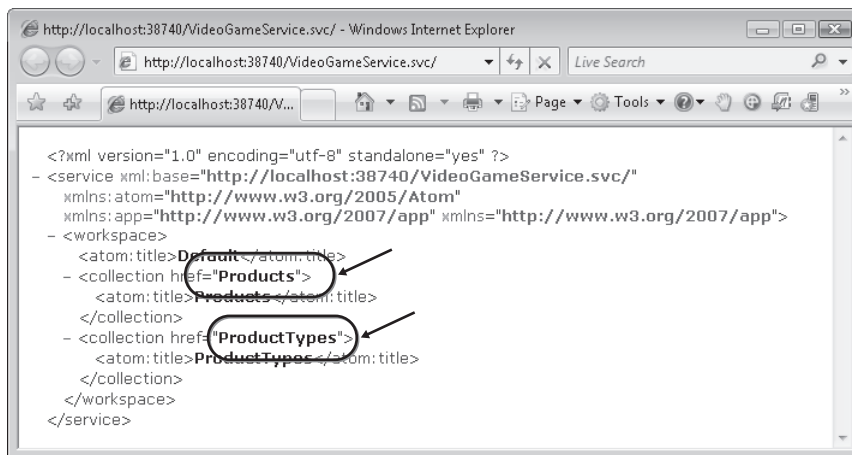 http://localhost:38740/VideoGameService.svc/ - Windows Internet Explorer
http://localhost:38740/VideoGameService.svc/
Live Search
http://localhost:38740/V...
Page
Tools
<?xml version="1.0" encoding="utf-8" standalone="yes" ?>
- <service xml:base="http://localhost:38740/VideoGameService.svc/"
xmlns:atom="http://www.w3.org/2005/Atom"
xmlns:app="http://www.w3.org/2007/app" xmlns="http://www.w3.org/2007/app">
- <workspace>
<atom:title>Default</atom:title>
- <collection href="Products">
<atom:title>Products</atom:title>
</collection>
- <collection href="ProductTypes">
<atom:title>ProductTypes</atom:title>
</collection>
</workspace>
</service>